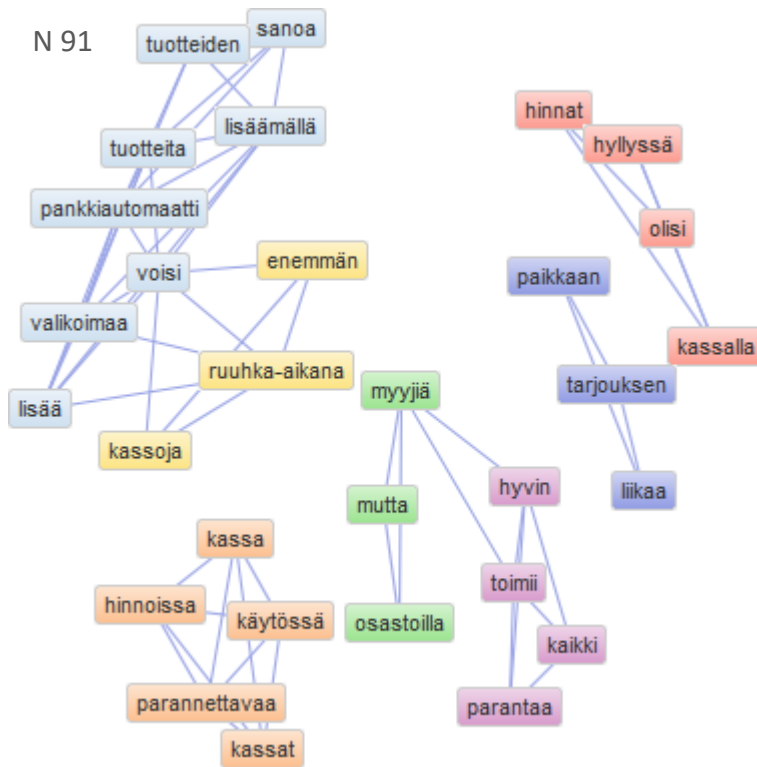 N 91
sanoa
tuotteiden
lisäämällä
tuotteita
pankkiautomaatti
voisi
valikoimaa
lisää
enemmän
ruuhka-aikana
kassoja
hinnat
hyllyssä
olisi
kassalla
paikkaan
tarjouksen
liikaa
myyjiä
mutta
osastoilla
hyvin
toimii
kaikki
parantaa
kassa
hinnoissa
käytössä
parannettavaa
kassat